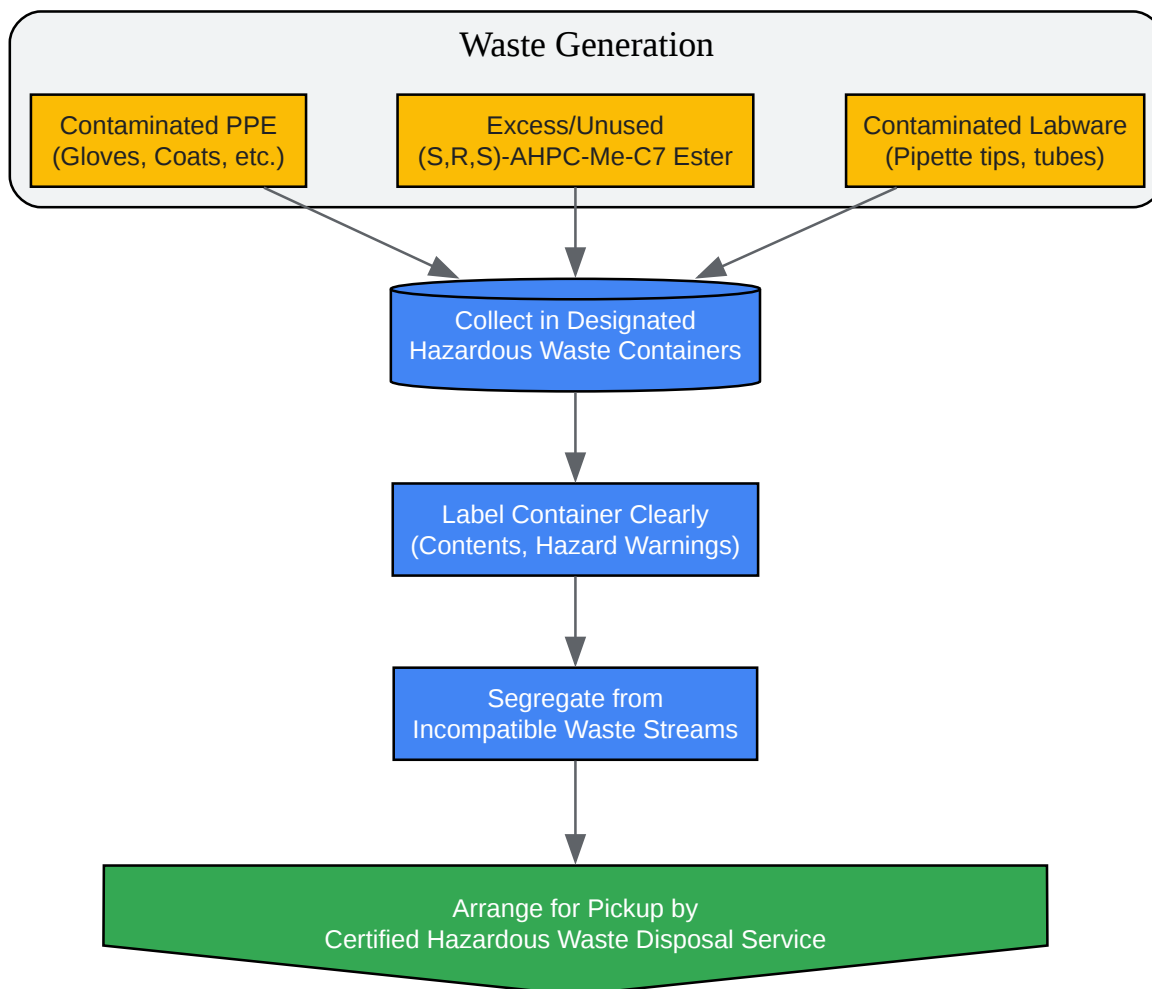 Waste Generation
Contaminated PPE
(Gloves, Coats, etc.)
Excess/Unused
(S,R,S)-AHPC-Me-C7 Ester
Contaminated Labware
(Pipette tips, tubes)
Collect in Designated
Hazardous Waste Containers
Label Container Clearly
(Contents, Hazard Warnings)
Segregate from
Incompatible Waste Streams
Arrange for Pickup by
Certified Hazardous Waste Disposal Service